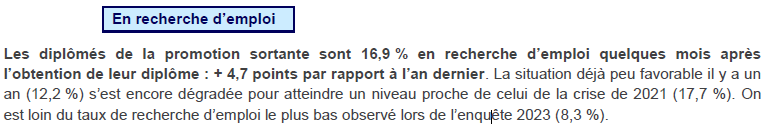 En recherche d'emploi
Les diplômés de la promotion sortante sont 16,9 % en recherche d'emploi quelques mois après
l'obtention de leur diplôme : + 4,7 points par rapport à l'an dernier. La situation déjà peu favorable il y a un
an (12,2 %) s'est encore dégradée pour atteindre un niveau proche de celui de la crise de 2021 (17,7 %). On
est loin du taux de recherche d'emploi le plus bas observé lors de l'enquête 2023 (8,3 %).